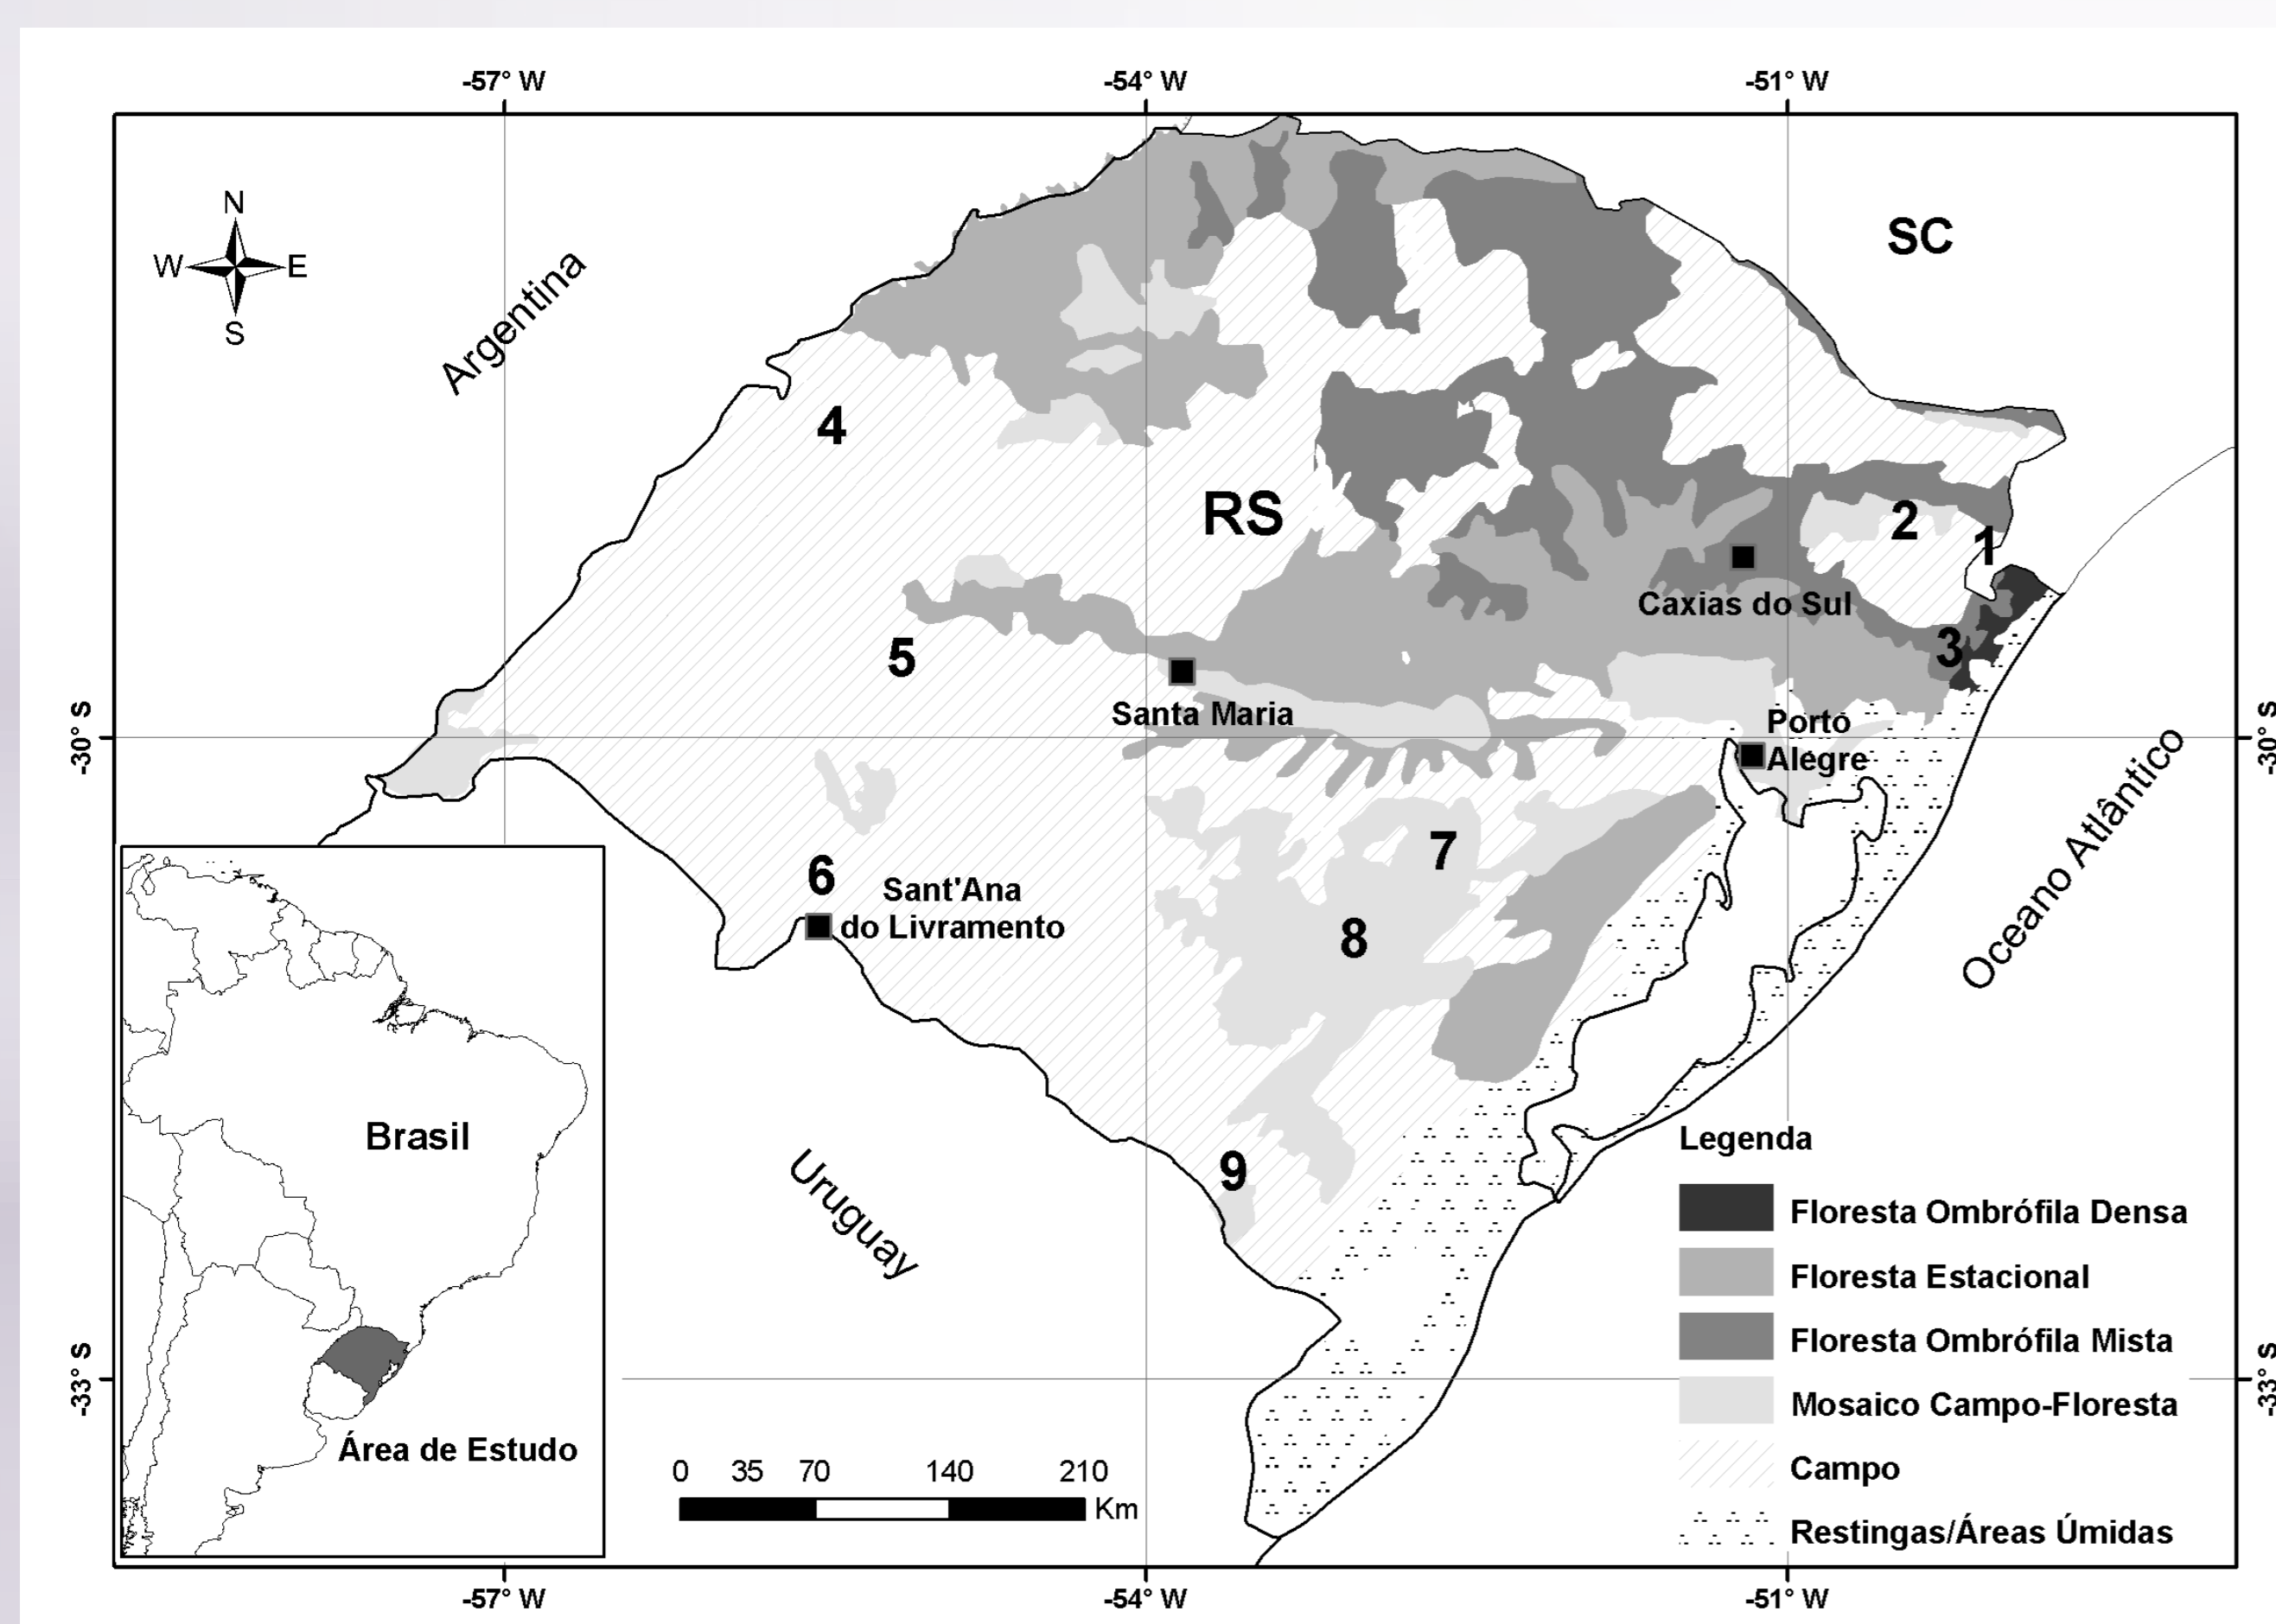 -57° W
-54° W
-51° W
N
W
E
S
Argentina
SC
4
RS
2
1
Caxias do Sul
3
5
Santa Maria
Porto
Alegre
-30° S
-30° S
7
6
Sant'Ana
do Livramento
8
Oceano Atlântico
Brasil
Uruguay
9
Área de Estudo
-33° S
-33° S
0
35
70
140
210
Km
Legenda
Floresta Ombrófila Densa
Floresta Estacional
Floresta Ombrófila Mista
Mosaico Campo-Floresta
Campo
Restingas/Áreas Úmidas
-57° W
-54° W
-51° W